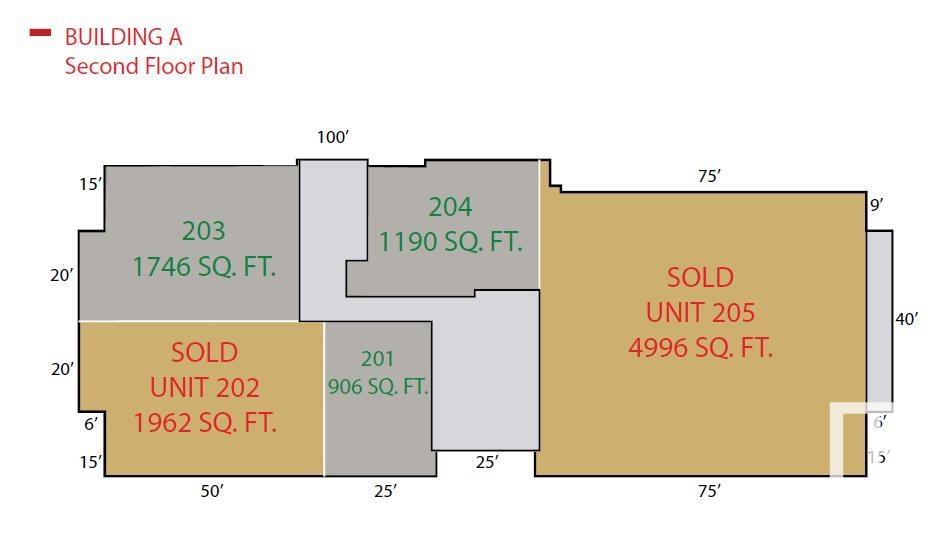 BUILDING A
Second Floor Plan
100’
15’
75’
9’
203
1746 SQ. FT.
204
1190 SQ. FT.
20’
SOLD
UNIT 205
4996 SQ. FT.
40’
20’
SOLD
UNIT 202
1962 SQ. FT.
201
906 SQ. FT.
6’
6’
15’
15’
25’
50’
25’
75’